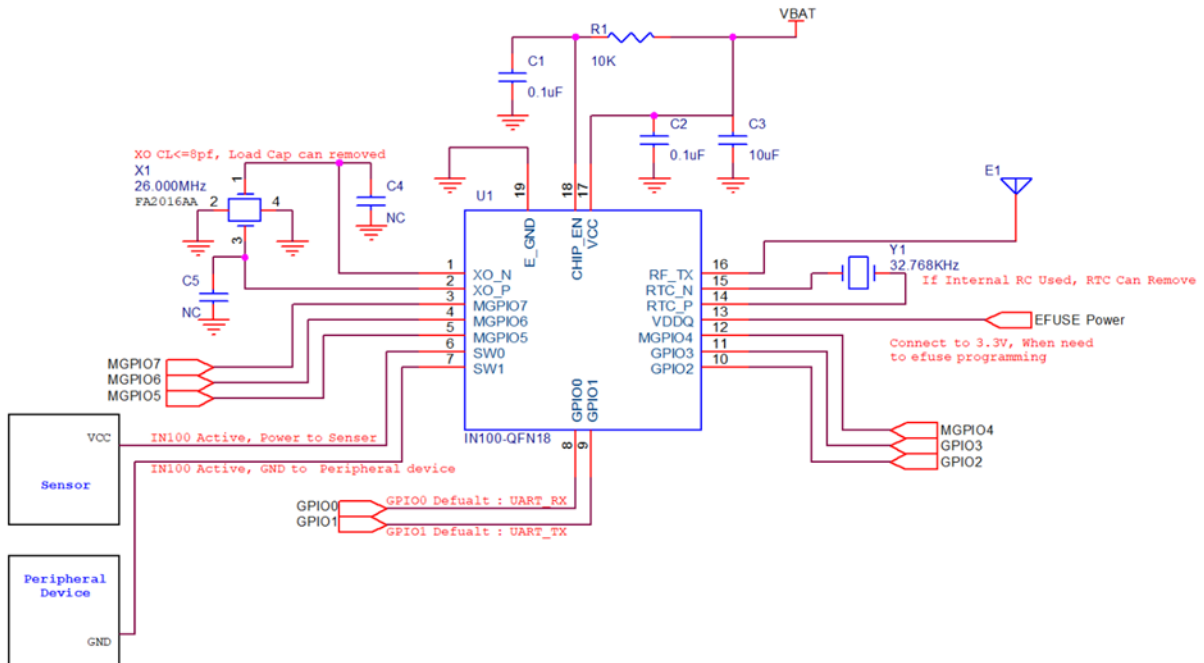 VBAT
R1
10K
C1
0.1uF
C2
0.1uF
C3
10uF
XO CL<=8pf, Load Cap can removed
X1
26.000MHz
FA2016AA
1
2
4
3
C4
NC
C5
NC
U1
19
18
17
E_GND
CHIP_EN
VCC
E1
1
XO_N
2
XO_P
3
MGPIO7
4
MGPIO6
5
MGPIO5
6
SW0
7
SW1
RF_TX
16
RTC_N
15
RTC_P
14
VDDQ
13
MGPIO4
12
GPIO3
11
GPIO2
10
Y1
32.768KHz
If Internal RC Used, RTC Can Remove
EFUSE Power
Connect to 3.3V, When need
to efuse programming
GPIO0
GPIO1
IN100-QFN18
8
9
MGPIO7
MGPIO6
MGPIO5
MGPIO4
GPIO3
GPIO2
VCC
Sensor
IN100 Active, Power to Senser
IN100 Active, GND to Peripheral device
GPIO0
GPIO0 Defualt : UART_RX
GPIO1
GPIO1 Defualt : UART_TX
Peripheral
Device
GND